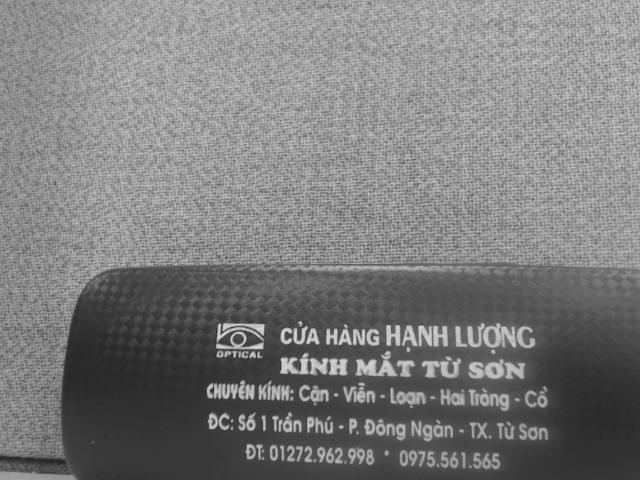 OPTICAL
CỬA HÀNG HẠNH LƯỢNG
KÍNH MẮT TỪ SƠN
CHUYÊN KÍNH: Cận - Viễn - Loạn - Hai Tròng - Cổ
ĐC: Số 1 Trần Phú - P. Đông Ngàn - TX. Từ Sơn
ĐT: 01272.962.998 * 0975.561.565